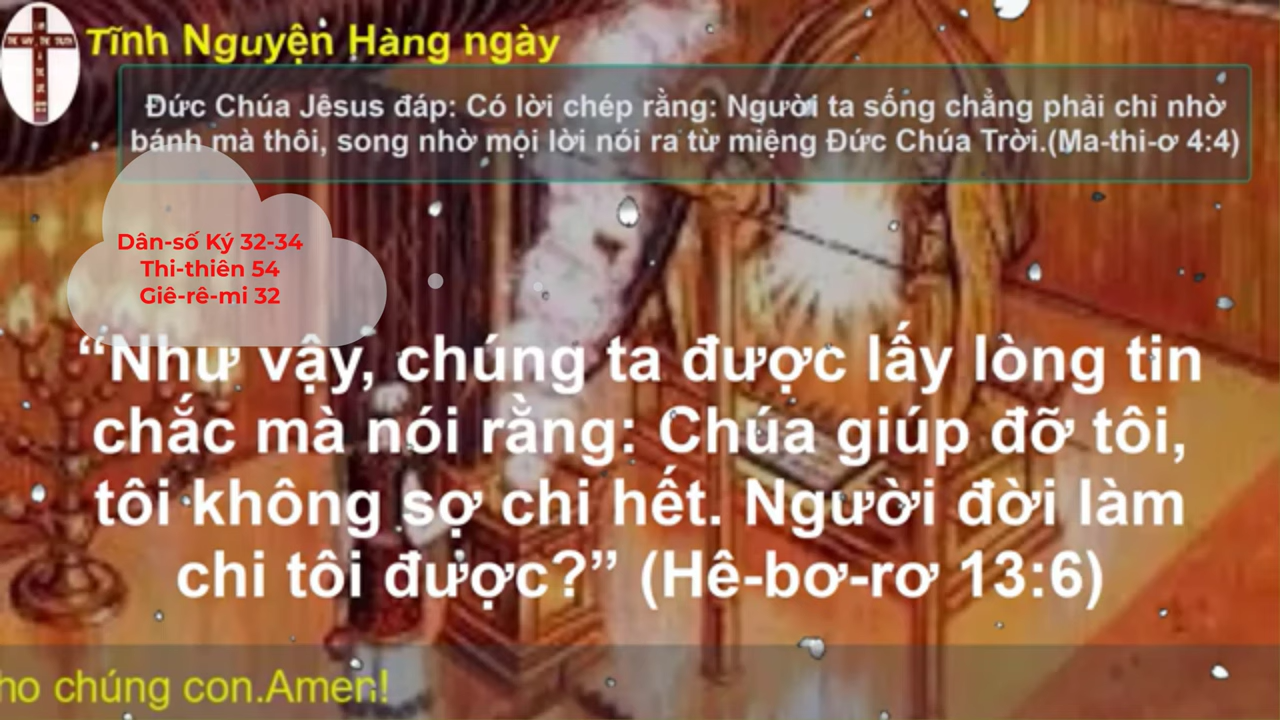 Tĩnh Nguyện Hàng ngày
Đức Chúa Jêsus đáp: Có lời chép rằng: Người ta sống chẳng phải chỉ nhờ
bánh mà thôi, song nhờ mọi lời nói ra từ miệng Đức Chúa Trời.(Ma-thi-ơ 4:4)
Dân-số Ký 32-34
Thi-thiên 54
Giê-rê-mi 32
“Như vậy, chúng ta được lấy lòng tin
chắc mà nói rằng: Chúa giúp đỡ tôi,
tôi không sợ chi hết. Người đời làm
chi tôi được?” (Hê-bơ-rơ 13:6)
ho chúng con.Amen!